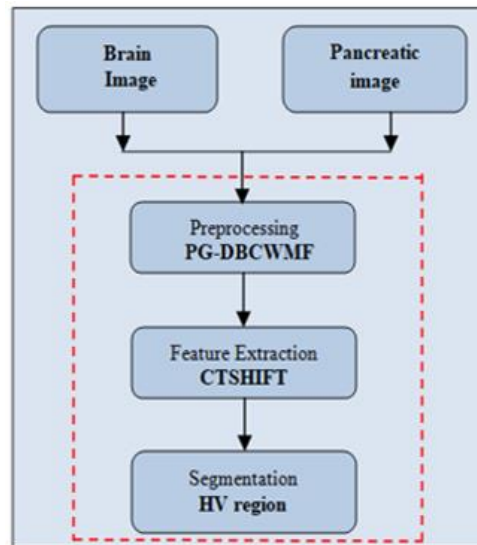 Brain
Image
Pancreatic
image
Preprocessing
PG-DBCWMF
Feature Extraction
CTSHIFT
Segmentation
HV region